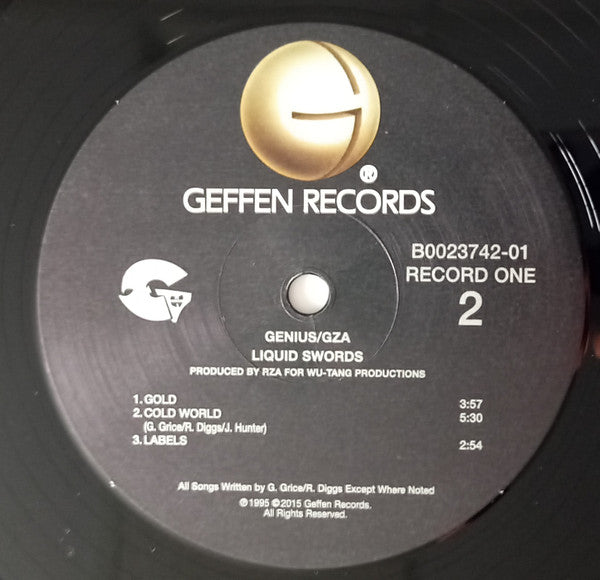 ®
GEFFEN RECORDS
B0023742-01
RECORD ONE
2
GENIUS/GZA
LIQUID SWORDS
PRODUCED BY RZA FOR WU-TANG PRODUCTIONS
1. GOLD 3:57
2. COLD WORLD 5:30
(G. Grice/R. Diggs/J. Hunter)
3. LABELS 2:54
All Songs Written by G. Grice/R. Diggs Except Where Noted
℗1995 ©2015 Geffen Records.
All Rights Reserved.